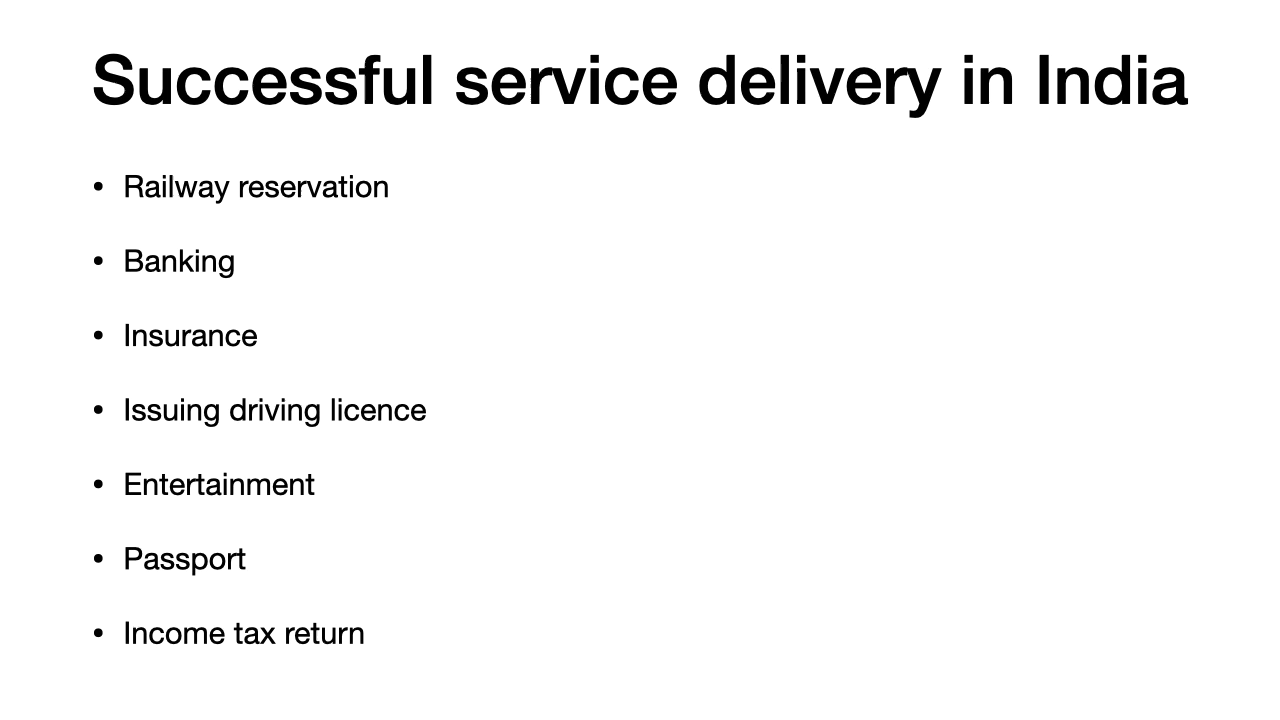 Successful service delivery in India
• Railway reservation
• Banking
• Insurance
• Issuing driving licence
• Entertainment
• Passport
• Income tax return